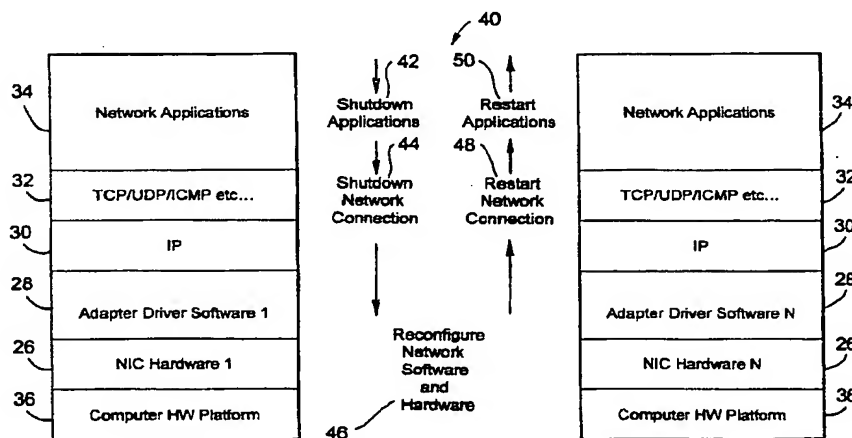 40
42
50
34
Network Applications
Shutdown
Applications
Restart
Applications
Network Applications
34
44
48
32
TCP/UDP/ICMP etc...
Shutdown
Network
Connection
Restart
Network
Connection
TCP/UDP/ICMP etc...
32
30
IP
IP
30
28
Adapter Driver Software 1
Adapter Driver Software N
28
Reconfigure
Network
Software
and
Hardware
26
NIC Hardware 1
NIC Hardware N
26
36
Computer HW Platform
Computer HW Platform
36
46